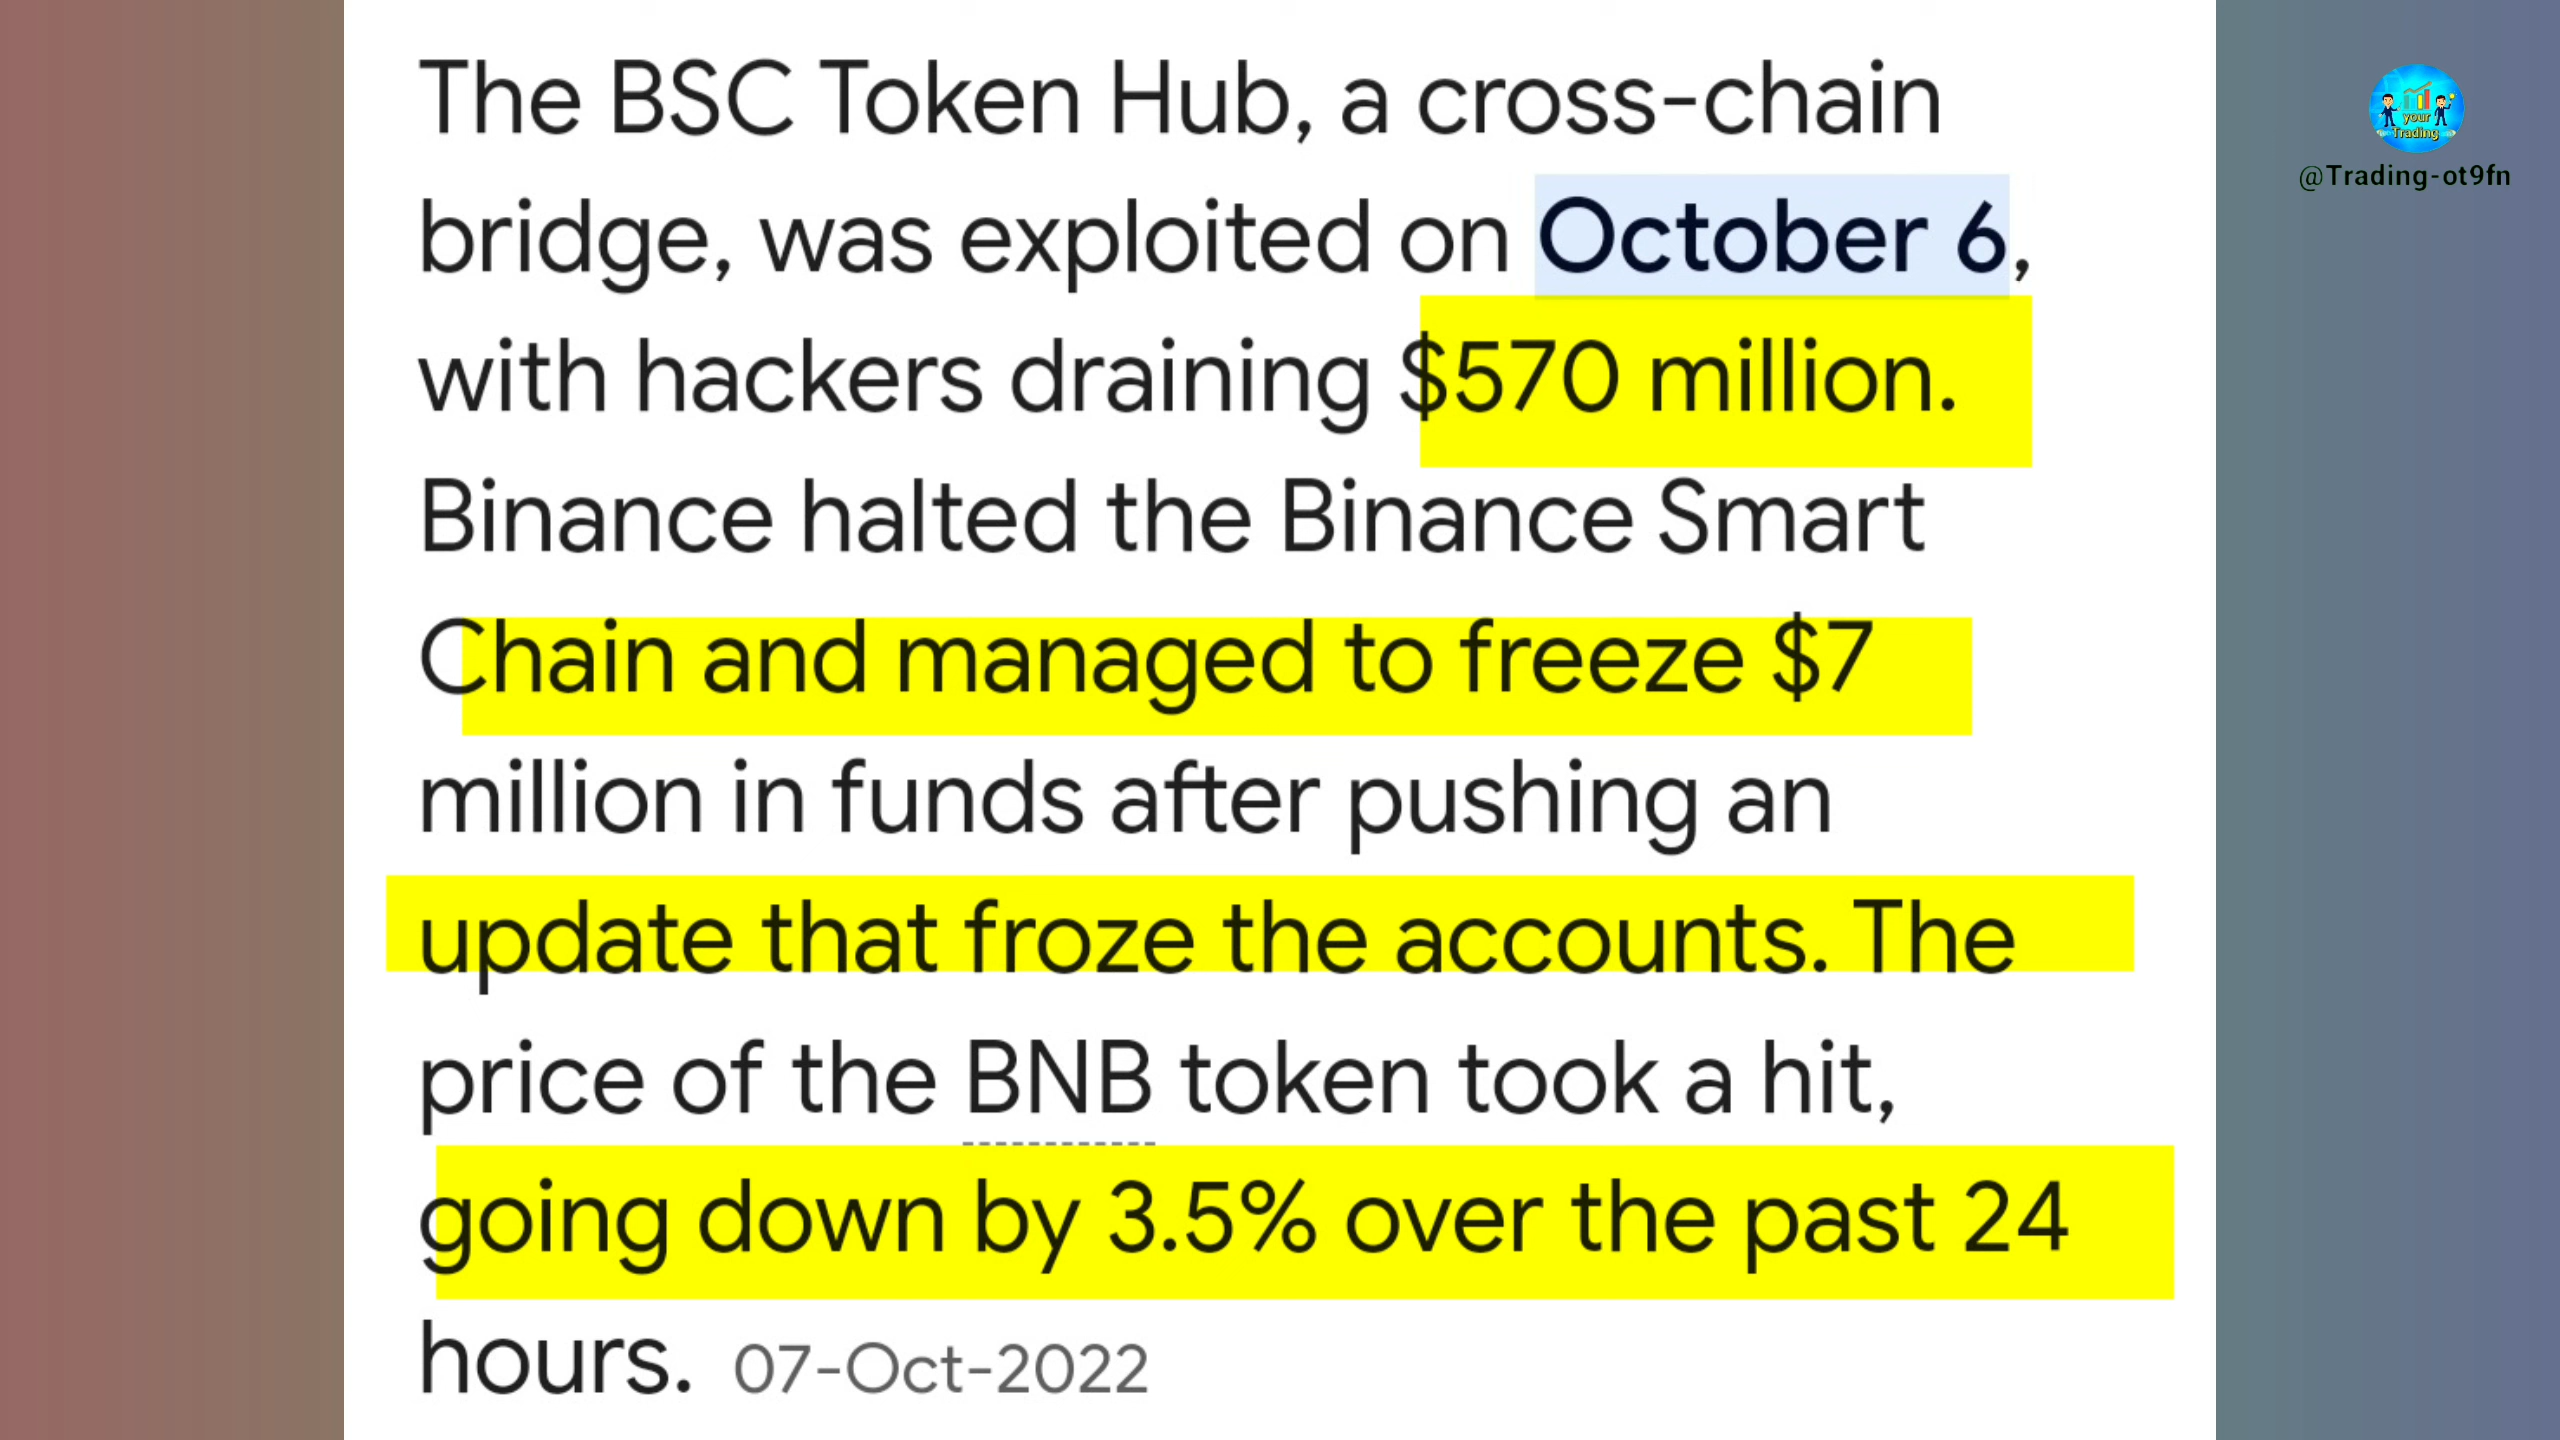 The BSC Token Hub, a cross-chain
bridge, was exploited on October 6,
with hackers draining $570 million.
Binance halted the Binance Smart
Chain and managed to freeze $7
million in funds after pushing an
update that froze the accounts. The
price of the BNB token took a hit,
going down by 3.5% over the past 24
hours. 07-Oct-2022
your
Trading
@Trading-ot9fn